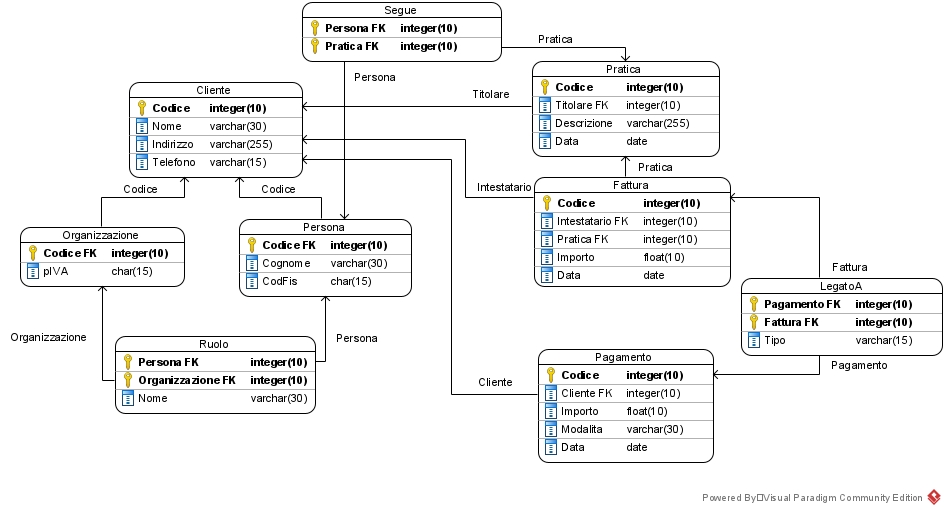 Segue
Persona FK integer(10)
Pratica FK integer(10)
Pratica
Persona
Pratica
Codice integer(10)
Titolare FK integer(10)
Descrizione varchar(255)
Data date
Titolare
Cliente
Codice integer(10)
Nome varchar(30)
Indirizzo varchar(255)
Telefono varchar(15)
Pratica
Intestatario
Codice
Codice
Fattura
Codice integer(10)
Intestatario FK integer(10)
Pratica FK integer(10)
Importo float(10)
Data date
Organizzazione
Codice FK integer(10)
pIVA char(15)
Persona
Codice FK integer(10)
Cognome varchar(30)
CodFis char(15)
Fattura
LegatoA
Pagamento FK integer(10)
Fattura FK integer(10)
Tipo varchar(15)
Organizzazione
Persona
Ruolo
Persona FK integer(10)
Organizzazione FK integer(10)
Nome varchar(30)
Cliente
Pagamento
Pagamento
Codice integer(10)
Cliente FK integer(10)
Importo float(10)
Modalita varchar(30)
Data date
Powered By Visual Paradigm Community Edition